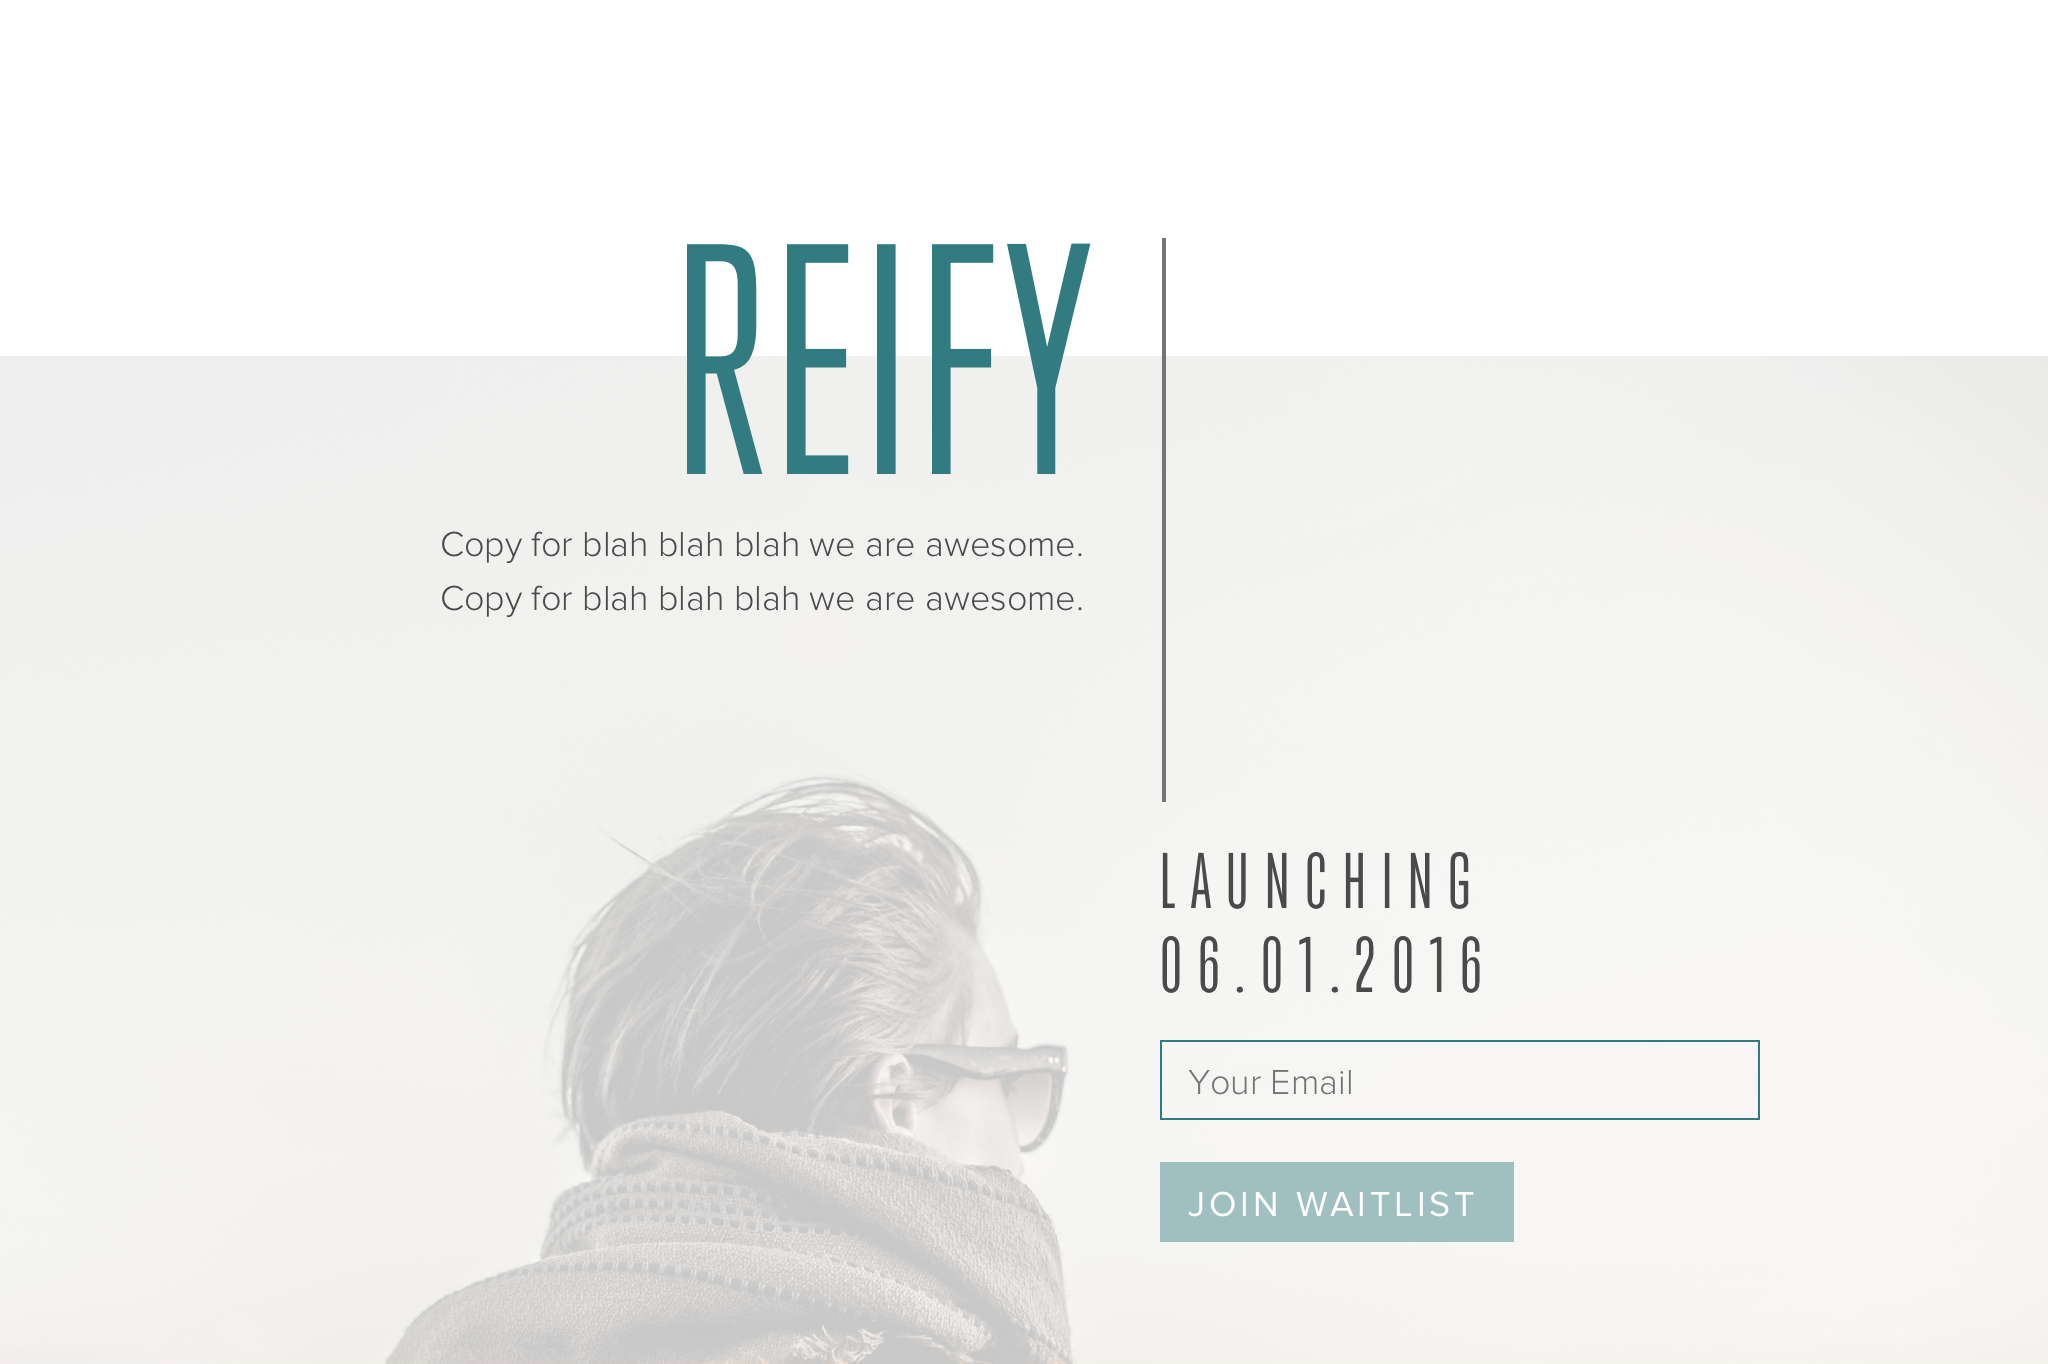 REIFY
Copy for blah blah blah we are awesome.
Copy for blah blah blah we are awesome.
LAUNCHING
06.01.2016
Your Email
JOIN WAITLIST